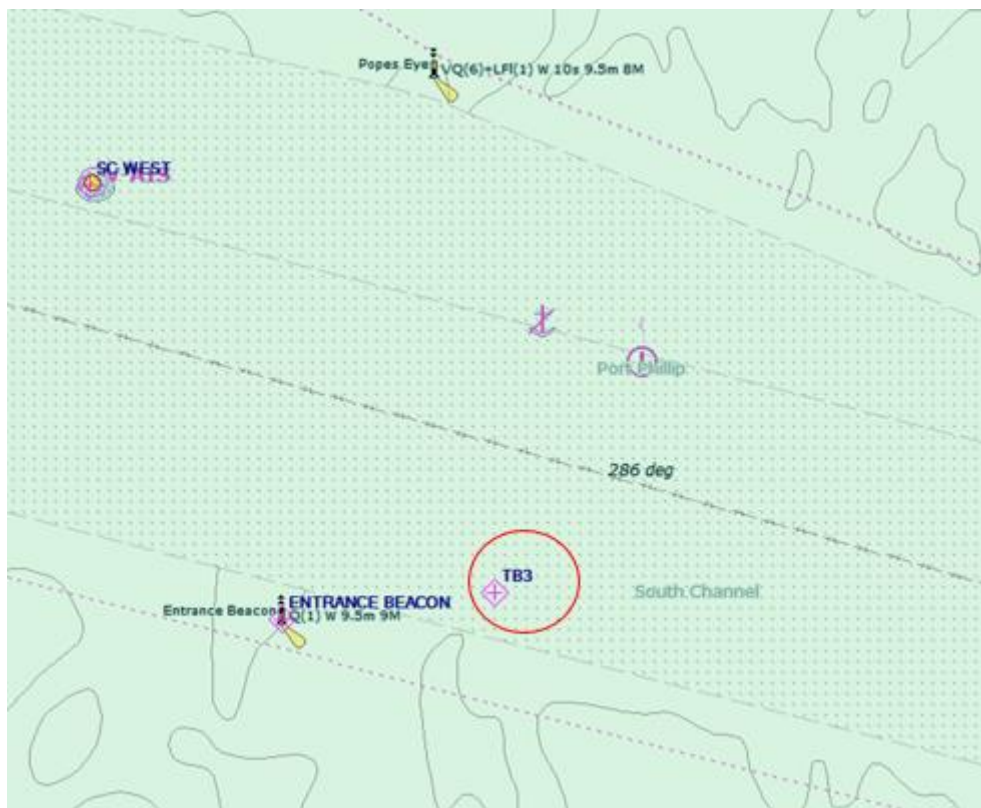 Popes Eye
VQ(6)+LFl(1) W 10s 9.5m 8M
SC WEST
V-AIS
Port Phillip
286 deg
TB3
South Channel
ENTRANCE BEACON
Entrance Beacon
Q(1) W 9.5m 9M